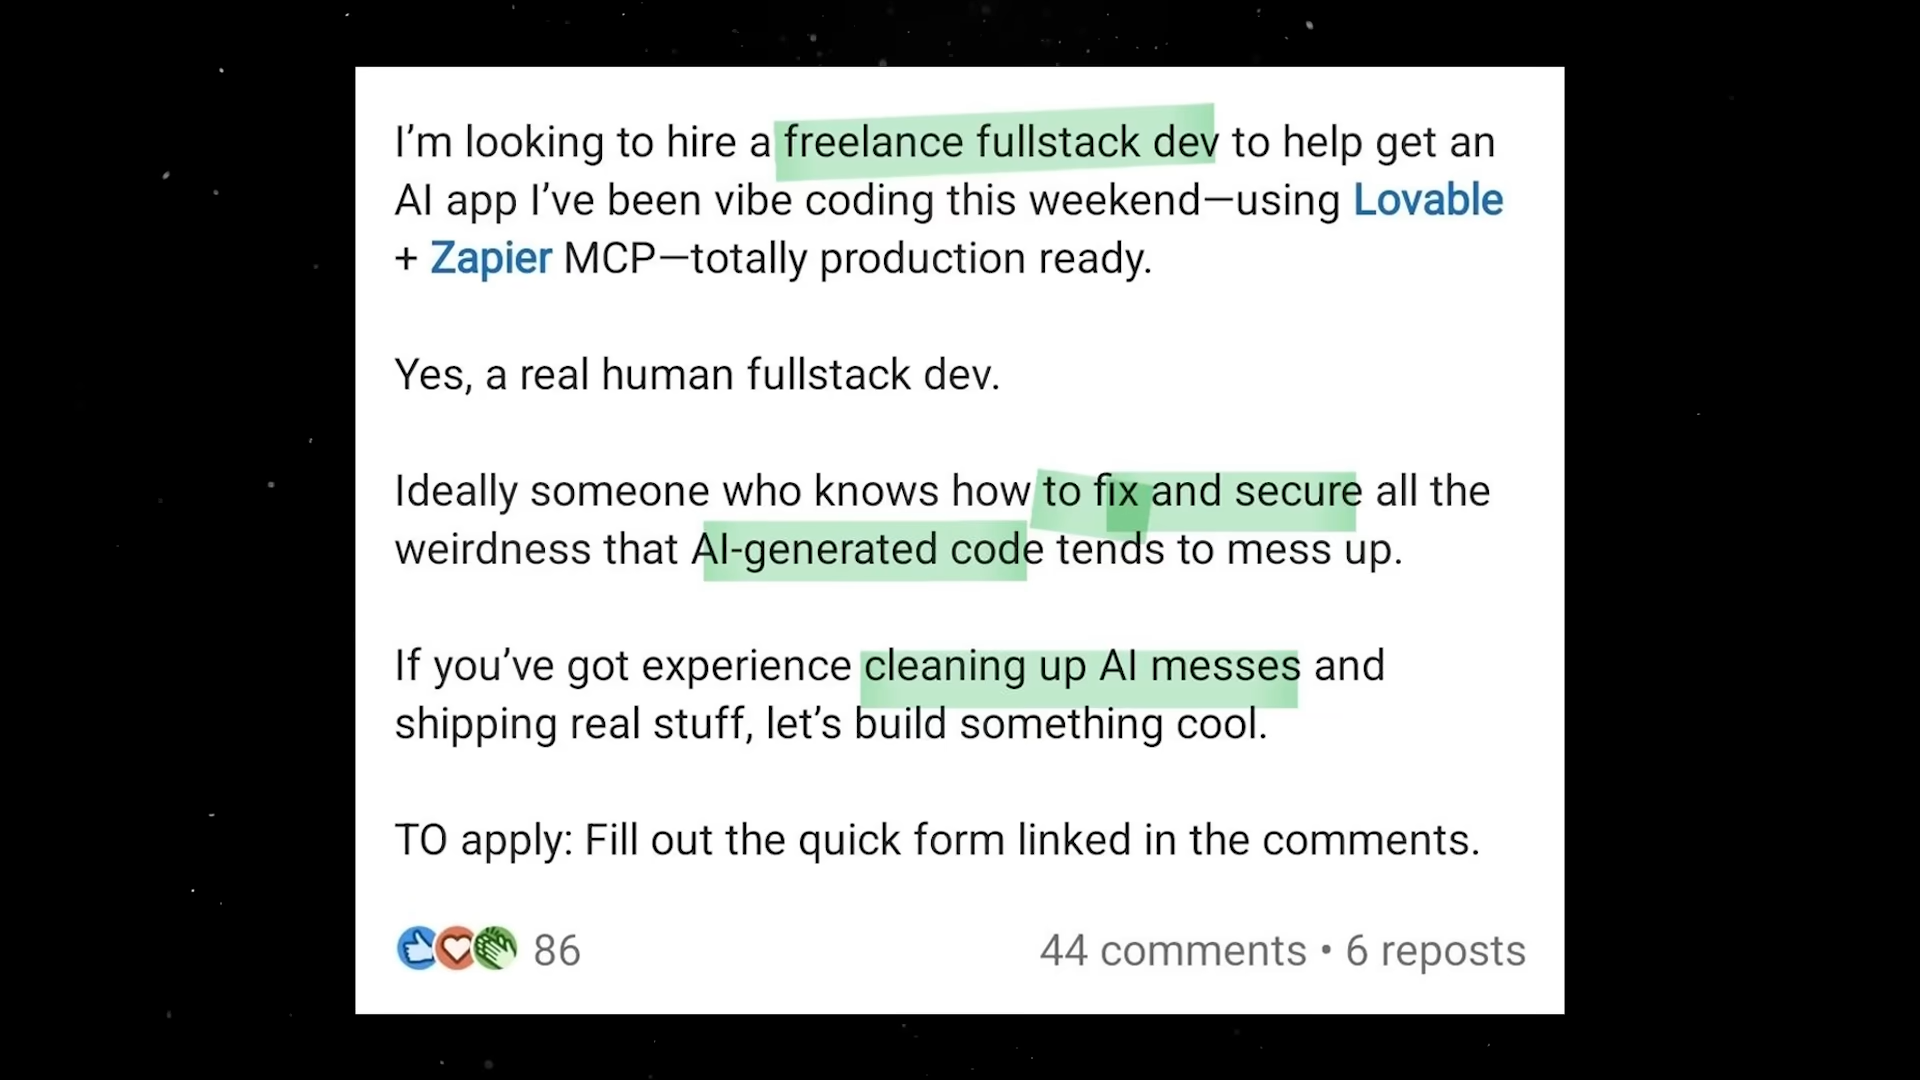 I’m looking to hire a freelance fullstack dev to help get an
AI app I’ve been vibe coding this weekend—using Lovable
+ Zapier MCP—totally production ready.
Yes, a real human fullstack dev.
Ideally someone who knows how to fix and secure all the
weirdness that AI-generated code tends to mess up.
If you’ve got experience cleaning up AI messes and
shipping real stuff, let’s build something cool.
TO apply: Fill out the quick form linked in the comments.
86
44 comments • 6 reposts